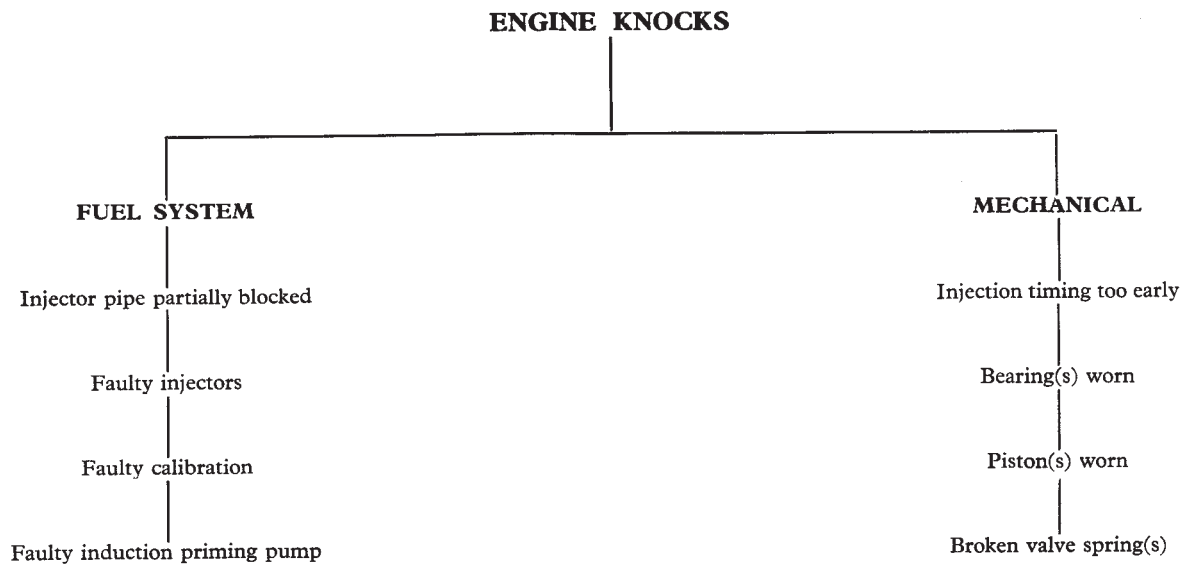 ENGINE KNOCKS
FUEL SYSTEM
Injector pipe partially blocked
Faulty injectors
Faulty calibration
Faulty induction priming pump
MECHANICAL
Injection timing too early
Bearing(s) worn
Piston(s) worn
Broken valve spring(s)